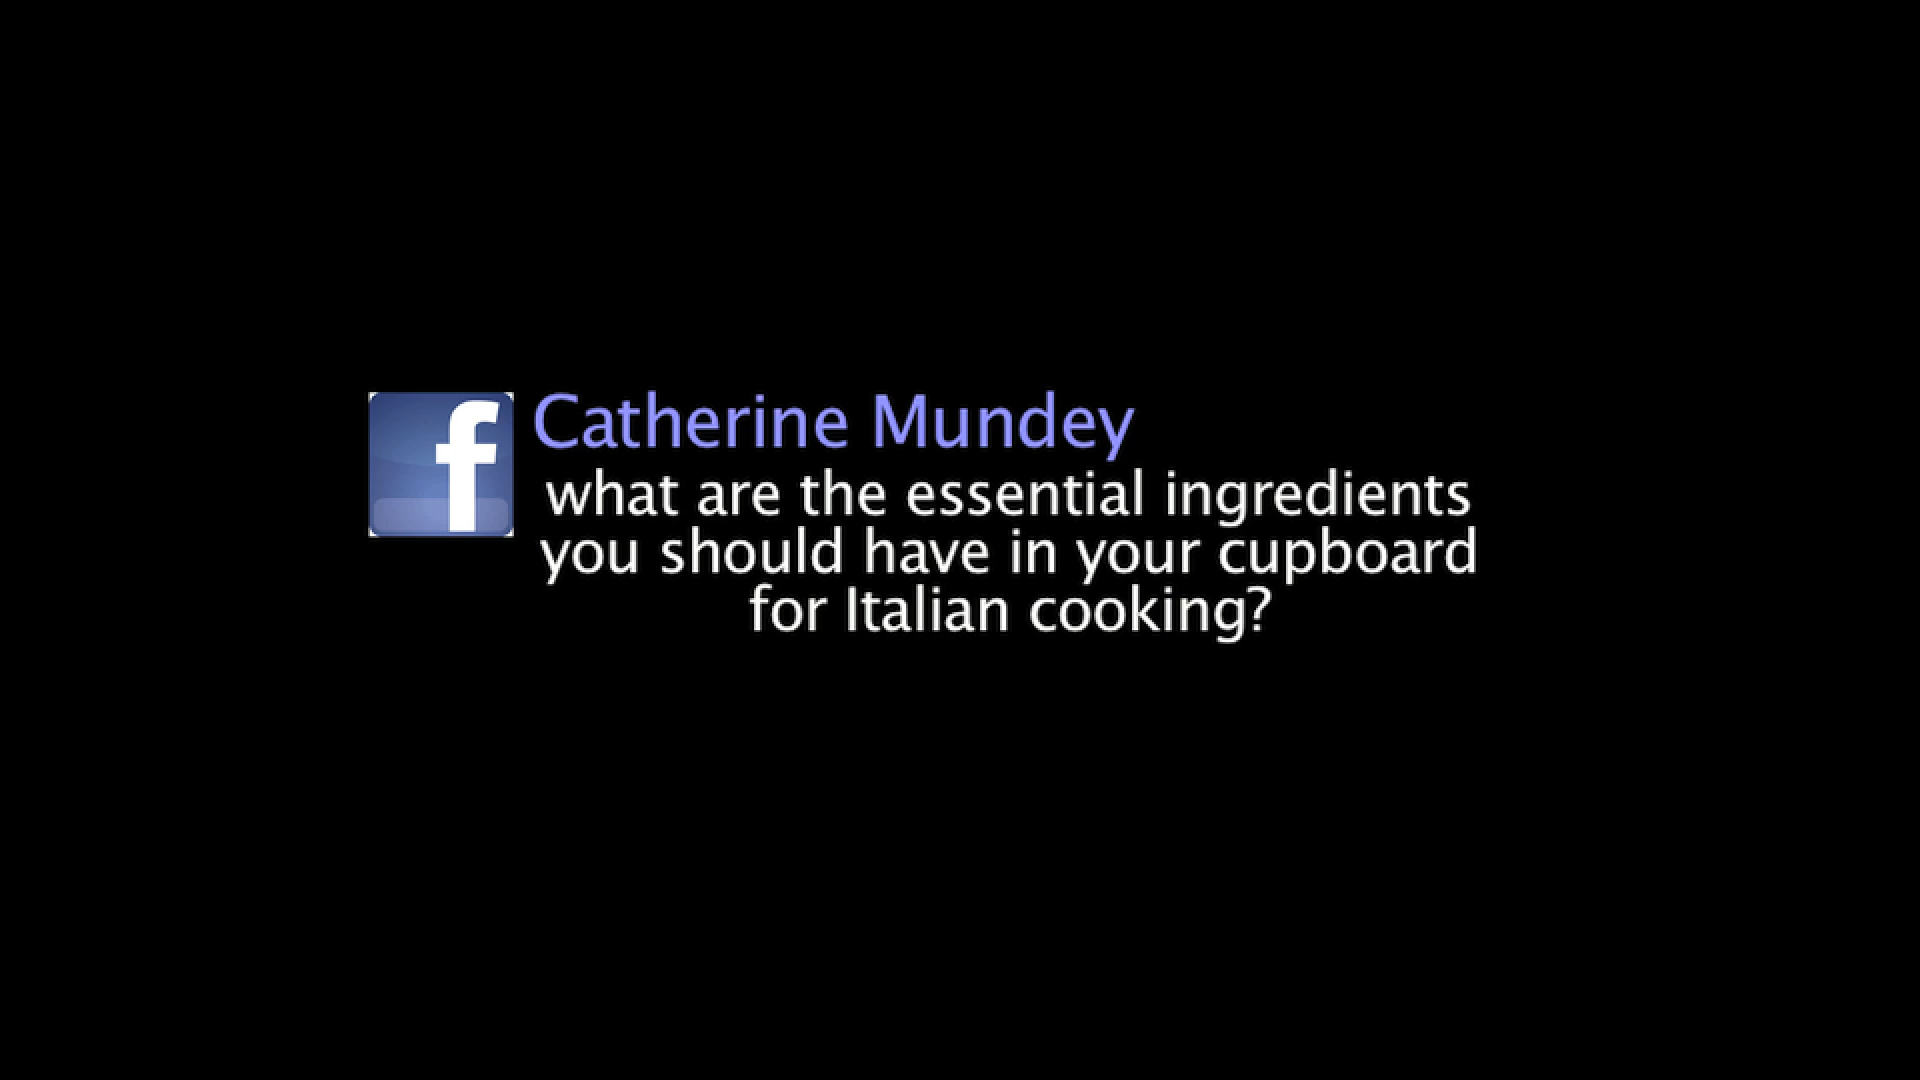 f
Catherine Mundey
what are the essential ingredients
you should have in your cupboard
for Italian cooking?